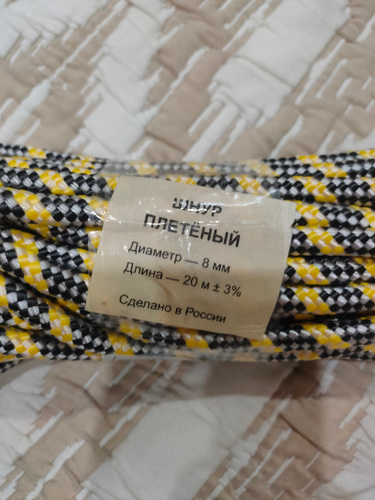 ШНУР
ПЛЕТЁНЫЙ
Диаметр — 8 мм
Длина — 20 м ± 3%
Сделано в России